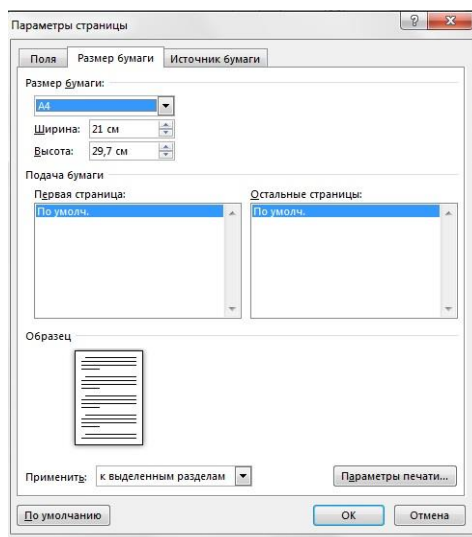 Параметры страницы
Поля Размер бумаги Источник бумаги
Размер бумаги:
A4
Ширина: 21 см
Высота: 29,7 см
Подача бумаги
Первая страница: Остальные страницы:
По умолч. По умолч.
Образец
Применить: к выделенным разделам Параметры печати...
По умолчанию ОК Отмена